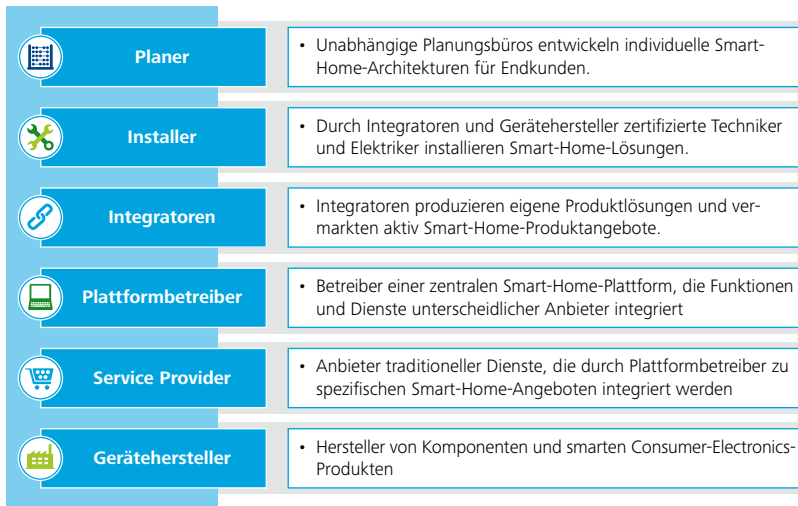 Planer
• Unabhängige Planungsbüros entwickeln individuelle Smart-
Home-Architekturen für Endkunden.
Installer
• Durch Integratoren und Gerätehersteller zertifizierte Techniker
und Elektriker installieren Smart-Home-Lösungen.
Integratoren
• Integratoren produzieren eigene Produktlösungen und ver-
markten aktiv Smart-Home-Produktangebote.
Plattformbetreiber
• Betreiber einer zentralen Smart-Home-Plattform, die Funktionen
und Dienste unterscheidlicher Anbieter integriert
Service Provider
• Anbieter traditioneller Dienste, die durch Plattformbetreiber zu
spezifischen Smart-Home-Angeboten integriert werden
Gerätehersteller
• Hersteller von Komponenten und smarten Consumer-Electronics-
Produkten